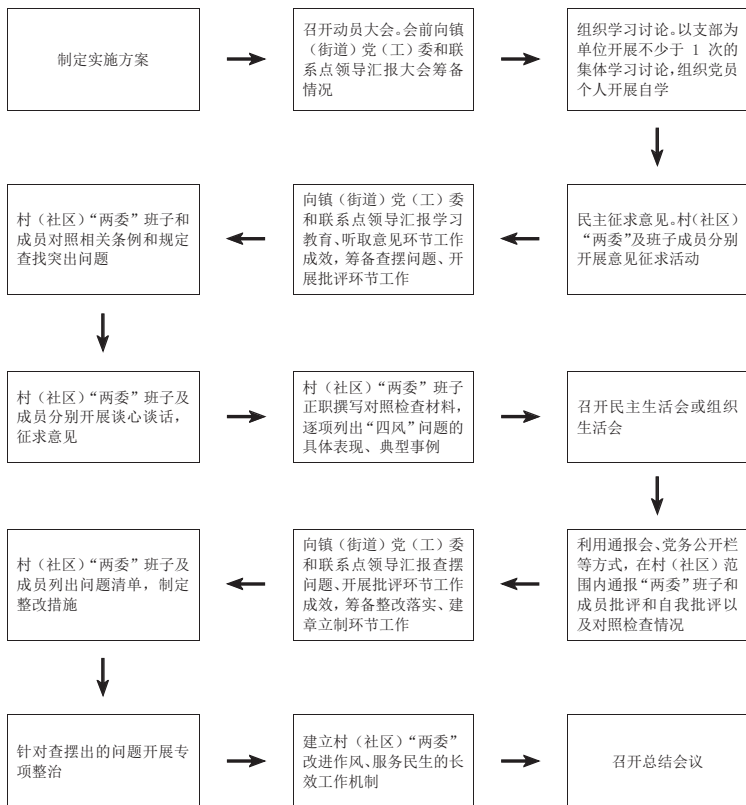 制定实施方案
召开动员大会。会前向镇
（街道）党（工）委和联
系点领导汇报大会筹备
情况
组织学习讨论。以支部为
单位开展不少于 1 次的
集体学习讨论，组织党员
个人开展自学
民主征求意见。村（社区）
“两委”及班子成员分别
开展意见征求活动
向镇（街道）党（工）委
和联系点领导汇报学习
教育、听取意见环节工作
成效，筹备查摆问题、开
展批评环节工作
村（社区）“两委”班子和
成员对照相关条例和规定
查找突出问题
村（社区）“两委”班子及
成员分别开展谈心谈话，
征求意见
村（社区）“两委”班子
正职撰写对照检查材料，
逐项列出“四风”问题的
具体表现、典型事例
召开民主生活会或组织
生活会
利用通报会、党务公开栏
等方式，在村（社区）范
围内通报“两委”班子和
成员批评和自我批评以
及对照检查情况
向镇（街道）党（工）委
和联系点领导汇报查摆
问题、开展批评环节工作
成效，筹备整改落实、建
章立制环节工作
村（社区）“两委”班子及
成员列出问题清单，制定
整改措施
针对查摆出的问题开展专
项整治
建立村（社区）“两委”
改进作风、服务民生的长
效工作机制
召开总结会议